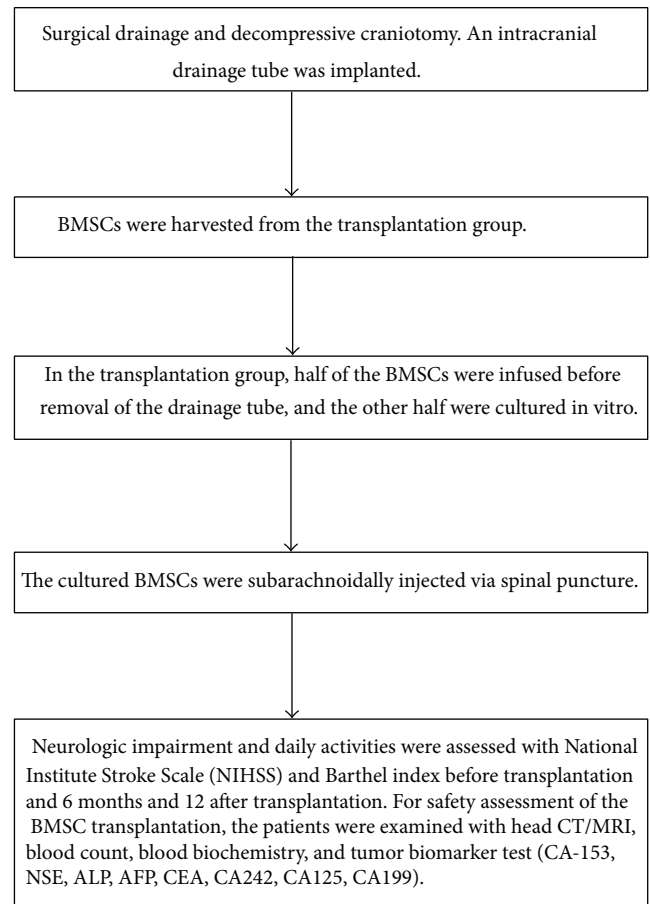 Surgical drainage and decompressive craniotomy. An intracranial
drainage tube was implanted.
BMSCs were harvested from the transplantation group.
In the transplantation group, half of the BMSCs were infused before
removal of the drainage tube, and the other half were cultured in vitro.
The cultured BMSCs were subarachnoidally injected via spinal puncture.
Neurologic impairment and daily activities were assessed with National
Institute Stroke Scale (NIHSS) and Barthel index before transplantation
and 6 months and 12 after transplantation. For safety assessment of the
BMSC transplantation, the patients were examined with head CT/MRI,
blood count, blood biochemistry, and tumor biomarker test (CA-153,
NSE, ALP, AFP, CEA, CA242, CA125, CA199).